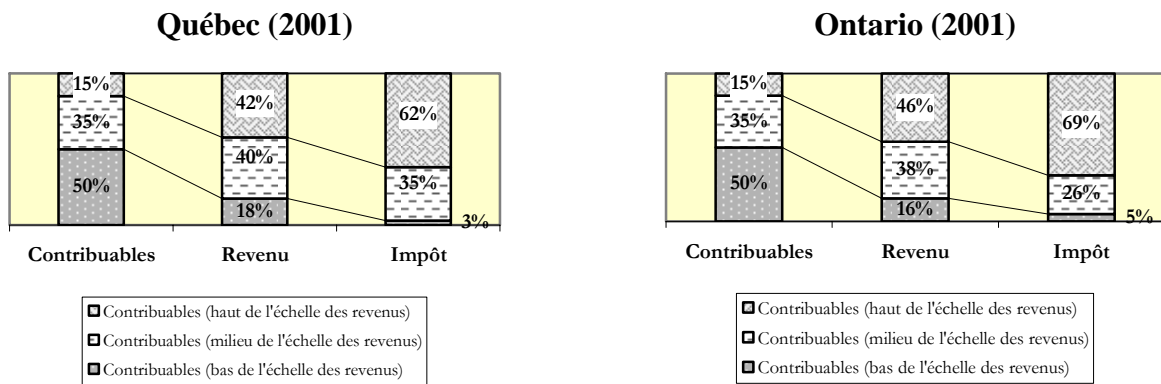 Québec (2001)
15%
42%
62%
35%
40%
35%
50%
18%
3%
Contribuables Revenu Impôt
Contribuables (haut de l'échelle des revenus)
Contribuables (milieu de l'échelle des revenus)
Contribuables (bas de l'échelle des revenus)
Ontario (2001)
15%
46%
69%
35%
38%
26%
50%
16%
5%
Contribuables Revenu Impôt
Contribuables (haut de l'échelle des revenus)
Contribuables (milieu de l'échelle des revenus)
Contribuables (bas de l'échelle des revenus)